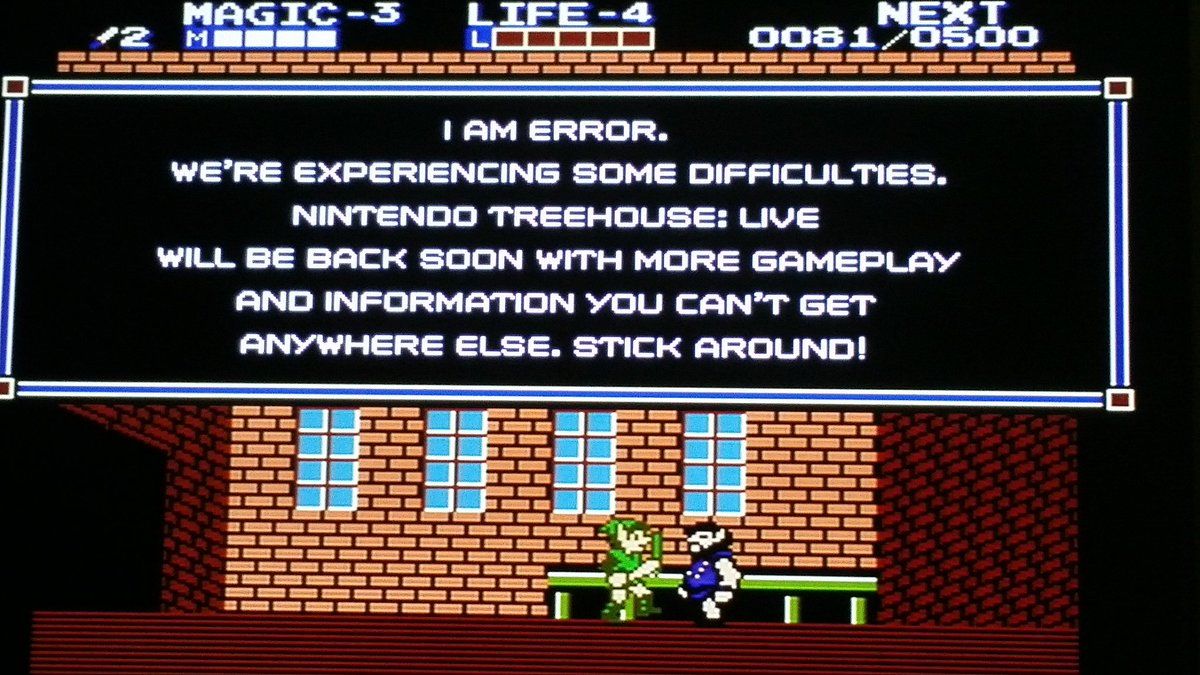 MAGIC-3 LIFE-4 NEXT
/2 M L 0081/0500
I AM ERROR.
WE'RE EXPERIENCING SOME DIFFICULTIES.
NINTENDO TREEHOUSE: LIVE
WILL BE BACK SOON WITH MORE GAMEPLAY
AND INFORMATION YOU CAN'T GET
ANYWHERE ELSE. STICK AROUND!